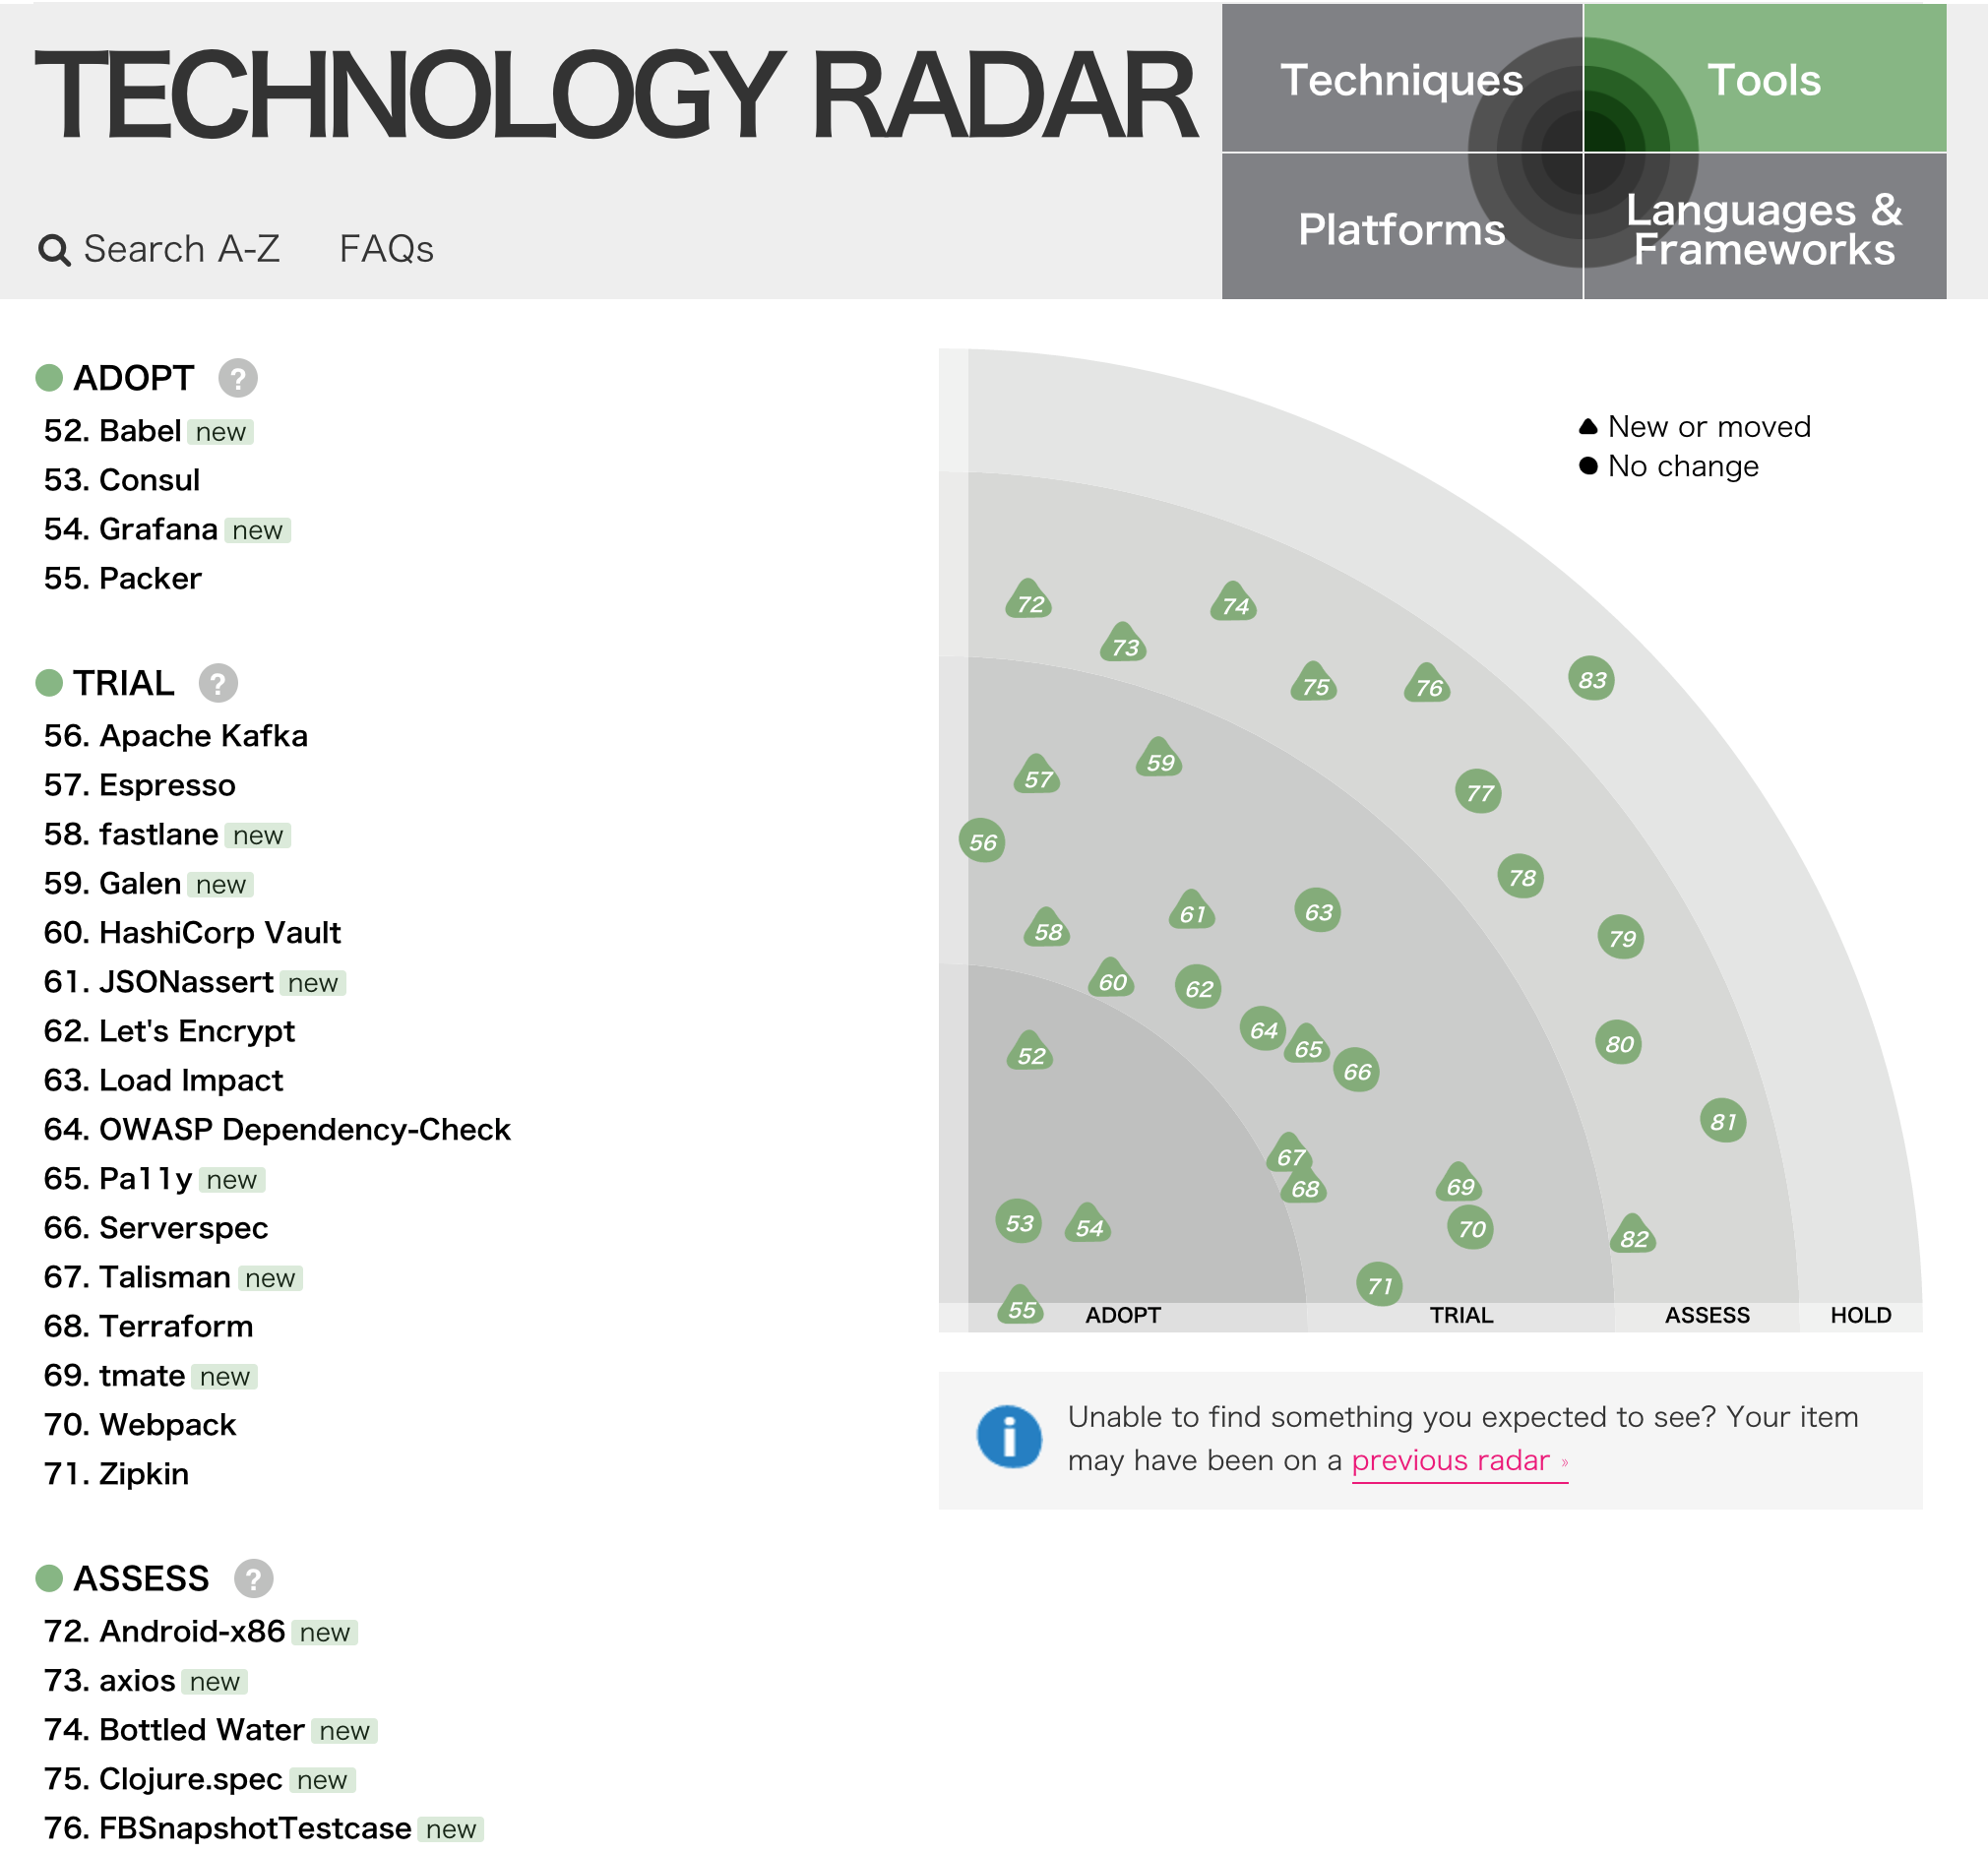 TECHNOLOGY RADAR
Search A-Z FAQs
Techniques
Tools
Platforms
Languages &
Frameworks
ADOPT ?
52. Babel new
53. Consul
54. Grafana new
55. Packer
TRIAL ?
56. Apache Kafka
57. Espresso
58. fastlane new
59. Galen new
60. HashiCorp Vault
61. JSONassert new
62. Let's Encrypt
63. Load Impact
64. OWASP Dependency-Check
65. Pa11y new
66. Serverspec
67. Talisman new
68. Terraform
69. tmate new
70. Webpack
71. Zipkin
ASSESS ?
72. Android-x86 new
73. axios new
74. Bottled Water new
75. Clojure.spec new
76. FBSnapshotTestcase new
New or moved
No change
72
74
73
75
76
83
59
57
77
56
78
61
63
58
79
60
62
64
65
80
52
66
81
67
68
69
53
54
70
82
71
55
ADOPT TRIAL ASSESS HOLD
Unable to find something you expected to see? Your item
may have been on a previous radar »